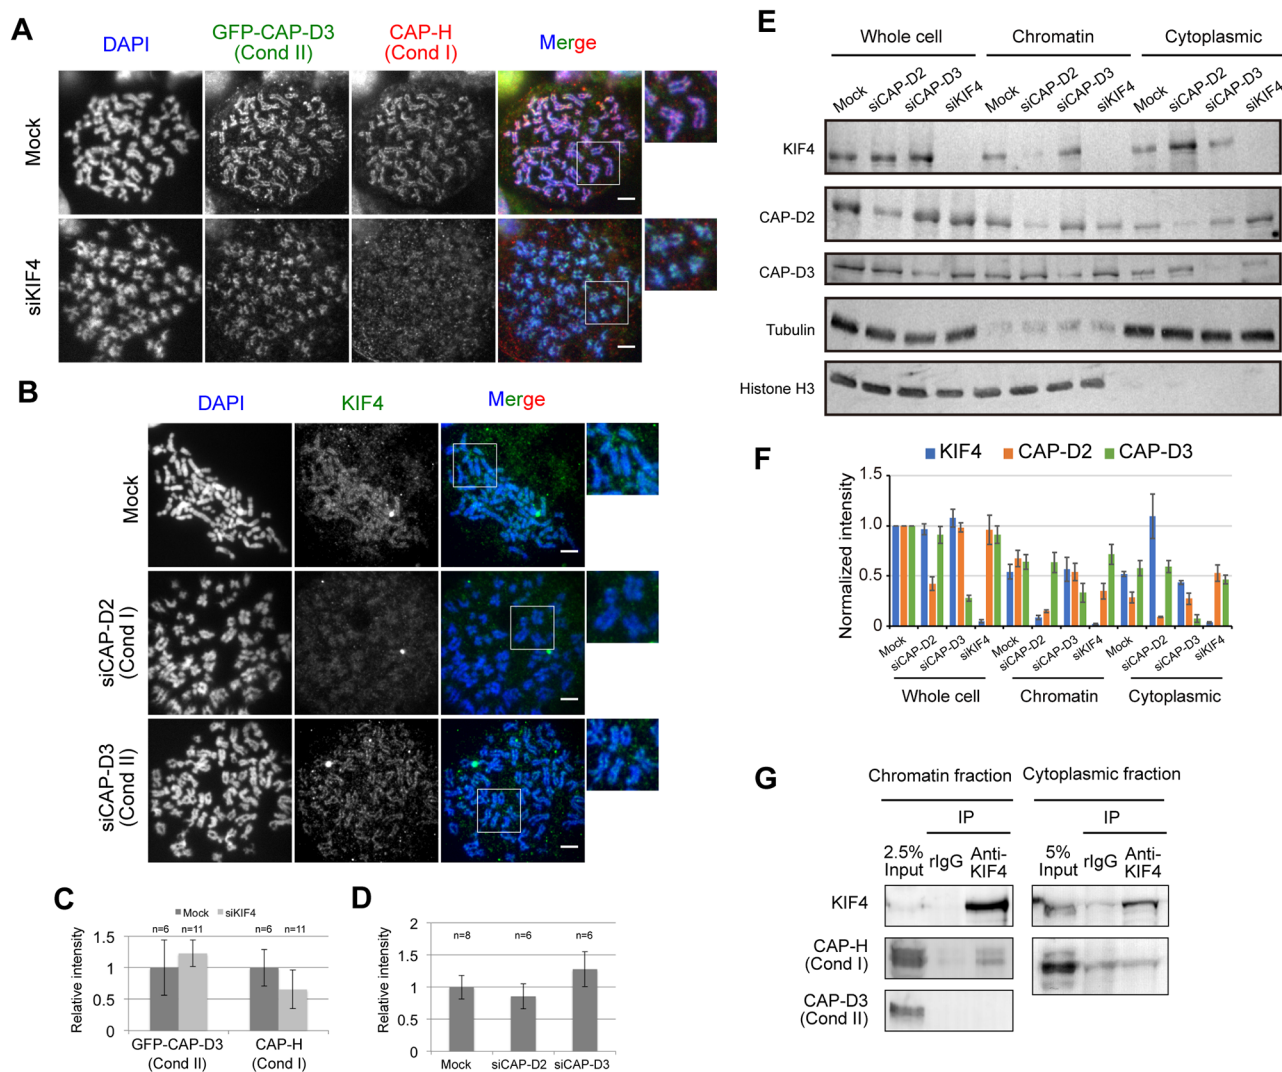 A
DAPI
GFP-CAP-D3
(Cond II)
CAP-H
(Cond I)
Merge
Mock
siKIF4
B
DAPI
KIF4
Merge
Mock
siCAP-D2
(Cond I)
siCAP-D3
(Cond II)
C
Mock
siKIF4
n=6
n=11
n=6
n=11
Relative intensity
1.5
1
0.5
0
GFP-CAP-D3
(Cond II)
CAP-H
(Cond I)
D
Relative intensity
2
1.5
1
0.5
0
n=8
n=6
n=6
Mock
siCAP-D2
siCAP-D3
E
Whole cell
Chromatin
Cytoplasmic
Mock
siCAP-D2
siCAP-D3
siKIF4
Mock
siCAP-D2
siCAP-D3
siKIF4
Mock
siCAP-D2
siCAP-D3
siKIF4
KIF4
CAP-D2
CAP-D3
Tubulin
Histone H3
F
KIF4
CAP-D2
CAP-D3
Normalized intensity
1.5
1.0
0.5
0
Mock
siCAP-D2
siCAP-D3
siKIF4
Mock
siCAP-D2
siCAP-D3
siKIF4
Mock
siCAP-D2
siCAP-D3
siKIF4
Whole cell
Chromatin
Cytoplasmic
G
Chromatin fraction
Cytoplasmic fraction
IP
IP
2.5%
Input
rIgG
Anti-
KIF4
5%
Input
rIgG
Anti-
KIF4
KIF4
CAP-H
(Cond I)
CAP-D3
(Cond II)